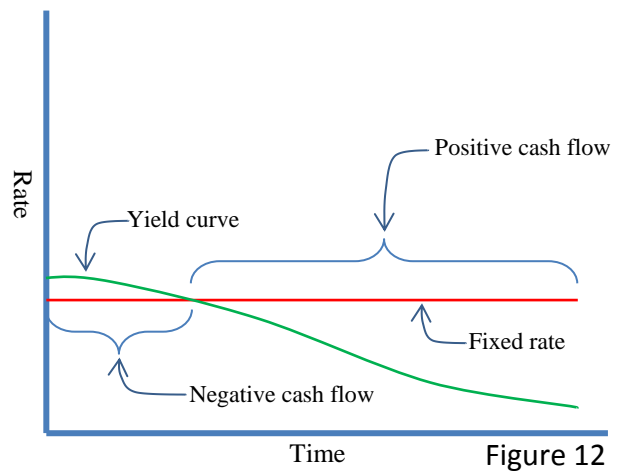 Positive cash flow
Rate
Yield curve
Fixed rate
Negative cash flow
Time
Figure 12